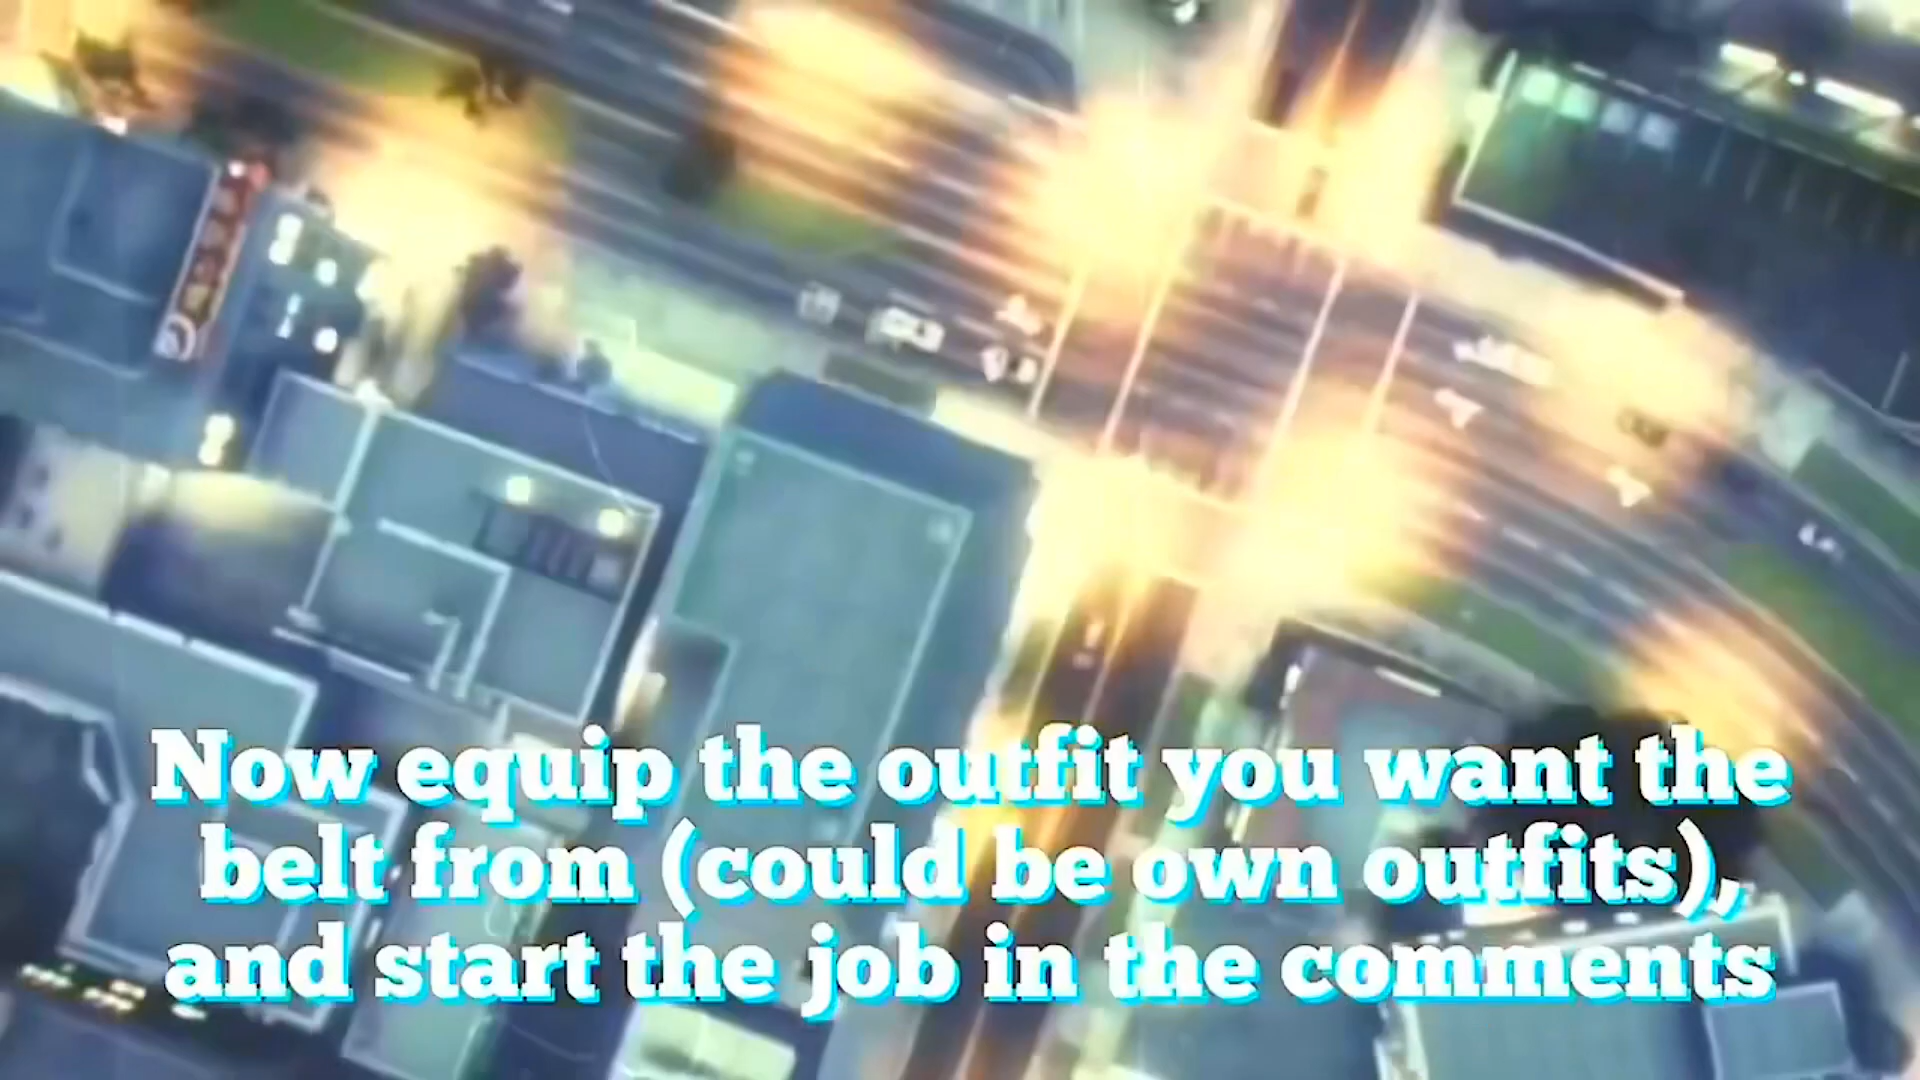 Now equip the outfit you want the
belt from (could be own outfits),
and start the job in the comments